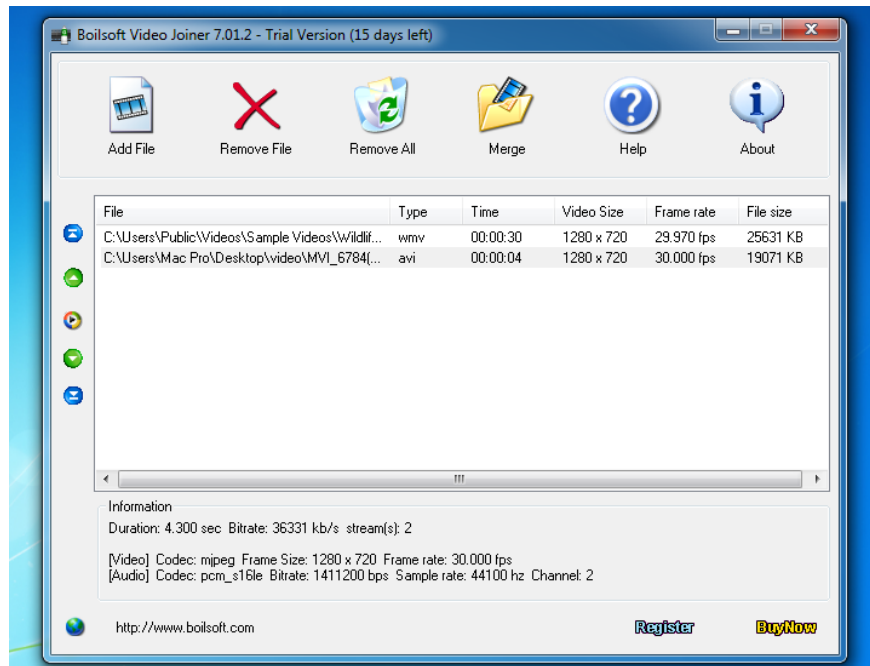 Boilsoft Video Joiner 7.01.2 - Trial Version (15 days left)
Add File Remove File Remove All Merge Help About
File Type Time Video Size Frame rate File size
C:\Users\Public\Videos\Sample Videos\Wildlif... wmv 00:00:30 1280 x 720 29.970 fps 25631 KB
C:\Users\Mac Pro\Desktop\video\MVI_6784(... avi 00:00:04 1280 x 720 30.000 fps 19071 KB
Information
Duration: 4.300 sec Bitrate: 36331 kb/s stream(s): 2
[Video] Codec: mjpeg Frame Size: 1280 x 720 Frame rate: 30.000 fps
[Audio] Codec: pcm_s16le Bitrate: 1411200 bps Sample rate: 44100 hz Channel: 2
http://www.boilsoft.com Register BuyNow